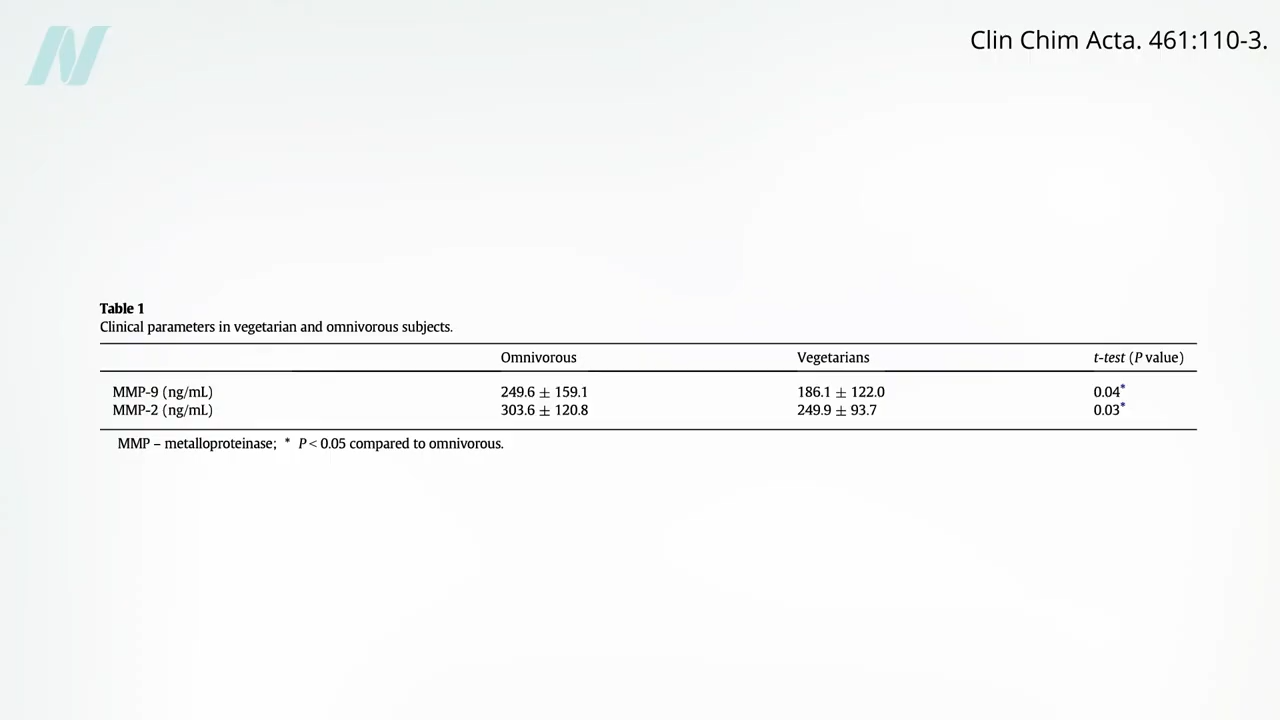 Clin Chim Acta. 461:110-3.
Table 1
Clinical parameters in vegetarian and omnivorous subjects.
Omnivorous Vegetarians t-test (P value)
MMP-9 (ng/mL) 249.6 ± 159.1 186.1 ± 122.0 0.04*
MMP-2 (ng/mL) 303.6 ± 120.8 249.9 ± 93.7 0.03*
MMP – metalloproteinase; * P < 0.05 compared to omnivorous.